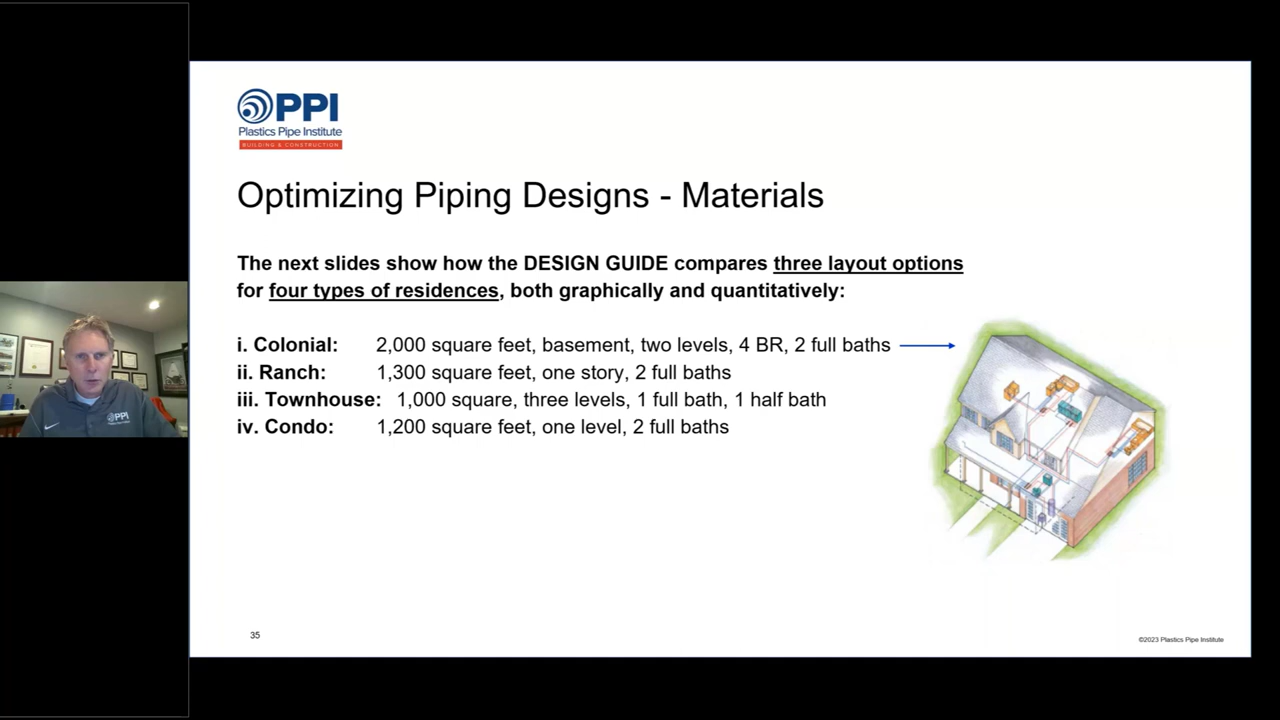 PPI
Plastics Pipe Institute
BUILDING & CONSTRUCTION
Optimizing Piping Designs - Materials
The next slides show how the DESIGN GUIDE compares three layout options
for four types of residences, both graphically and quantitatively:
i. Colonial: 2,000 square feet, basement, two levels, 4 BR, 2 full baths
ii. Ranch: 1,300 square feet, one story, 2 full baths
iii. Townhouse: 1,000 square, three levels, 1 full bath, 1 half bath
iv. Condo: 1,200 square feet, one level, 2 full baths
PPI
35
©2023 Plastics Pipe Institute